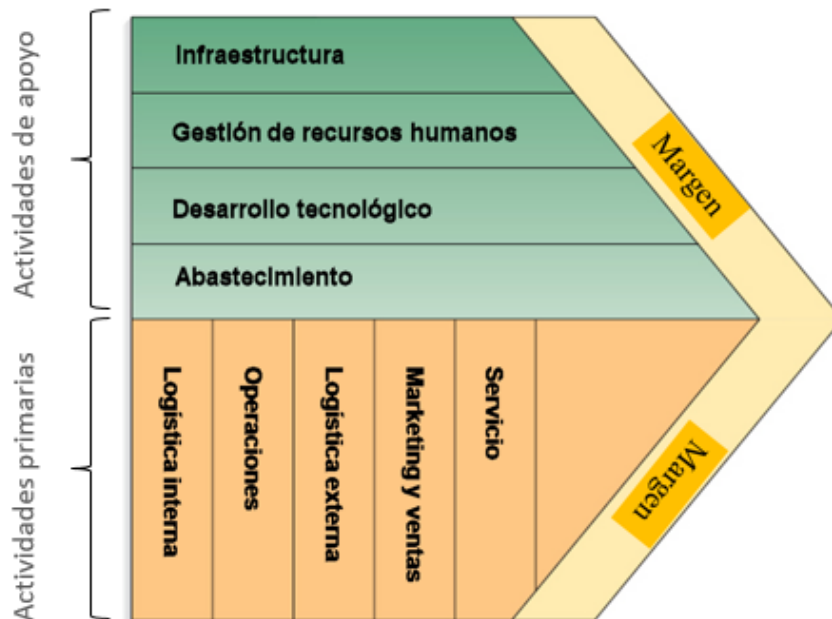 Actividades de apoyo
Infraestructura
Gestión de recursos humanos
Desarrollo tecnológico
Abastecimiento
Margen
Actividades primarias
Logística interna
Operaciones
Logística externa
Marketing y ventas
Servicio
Margen